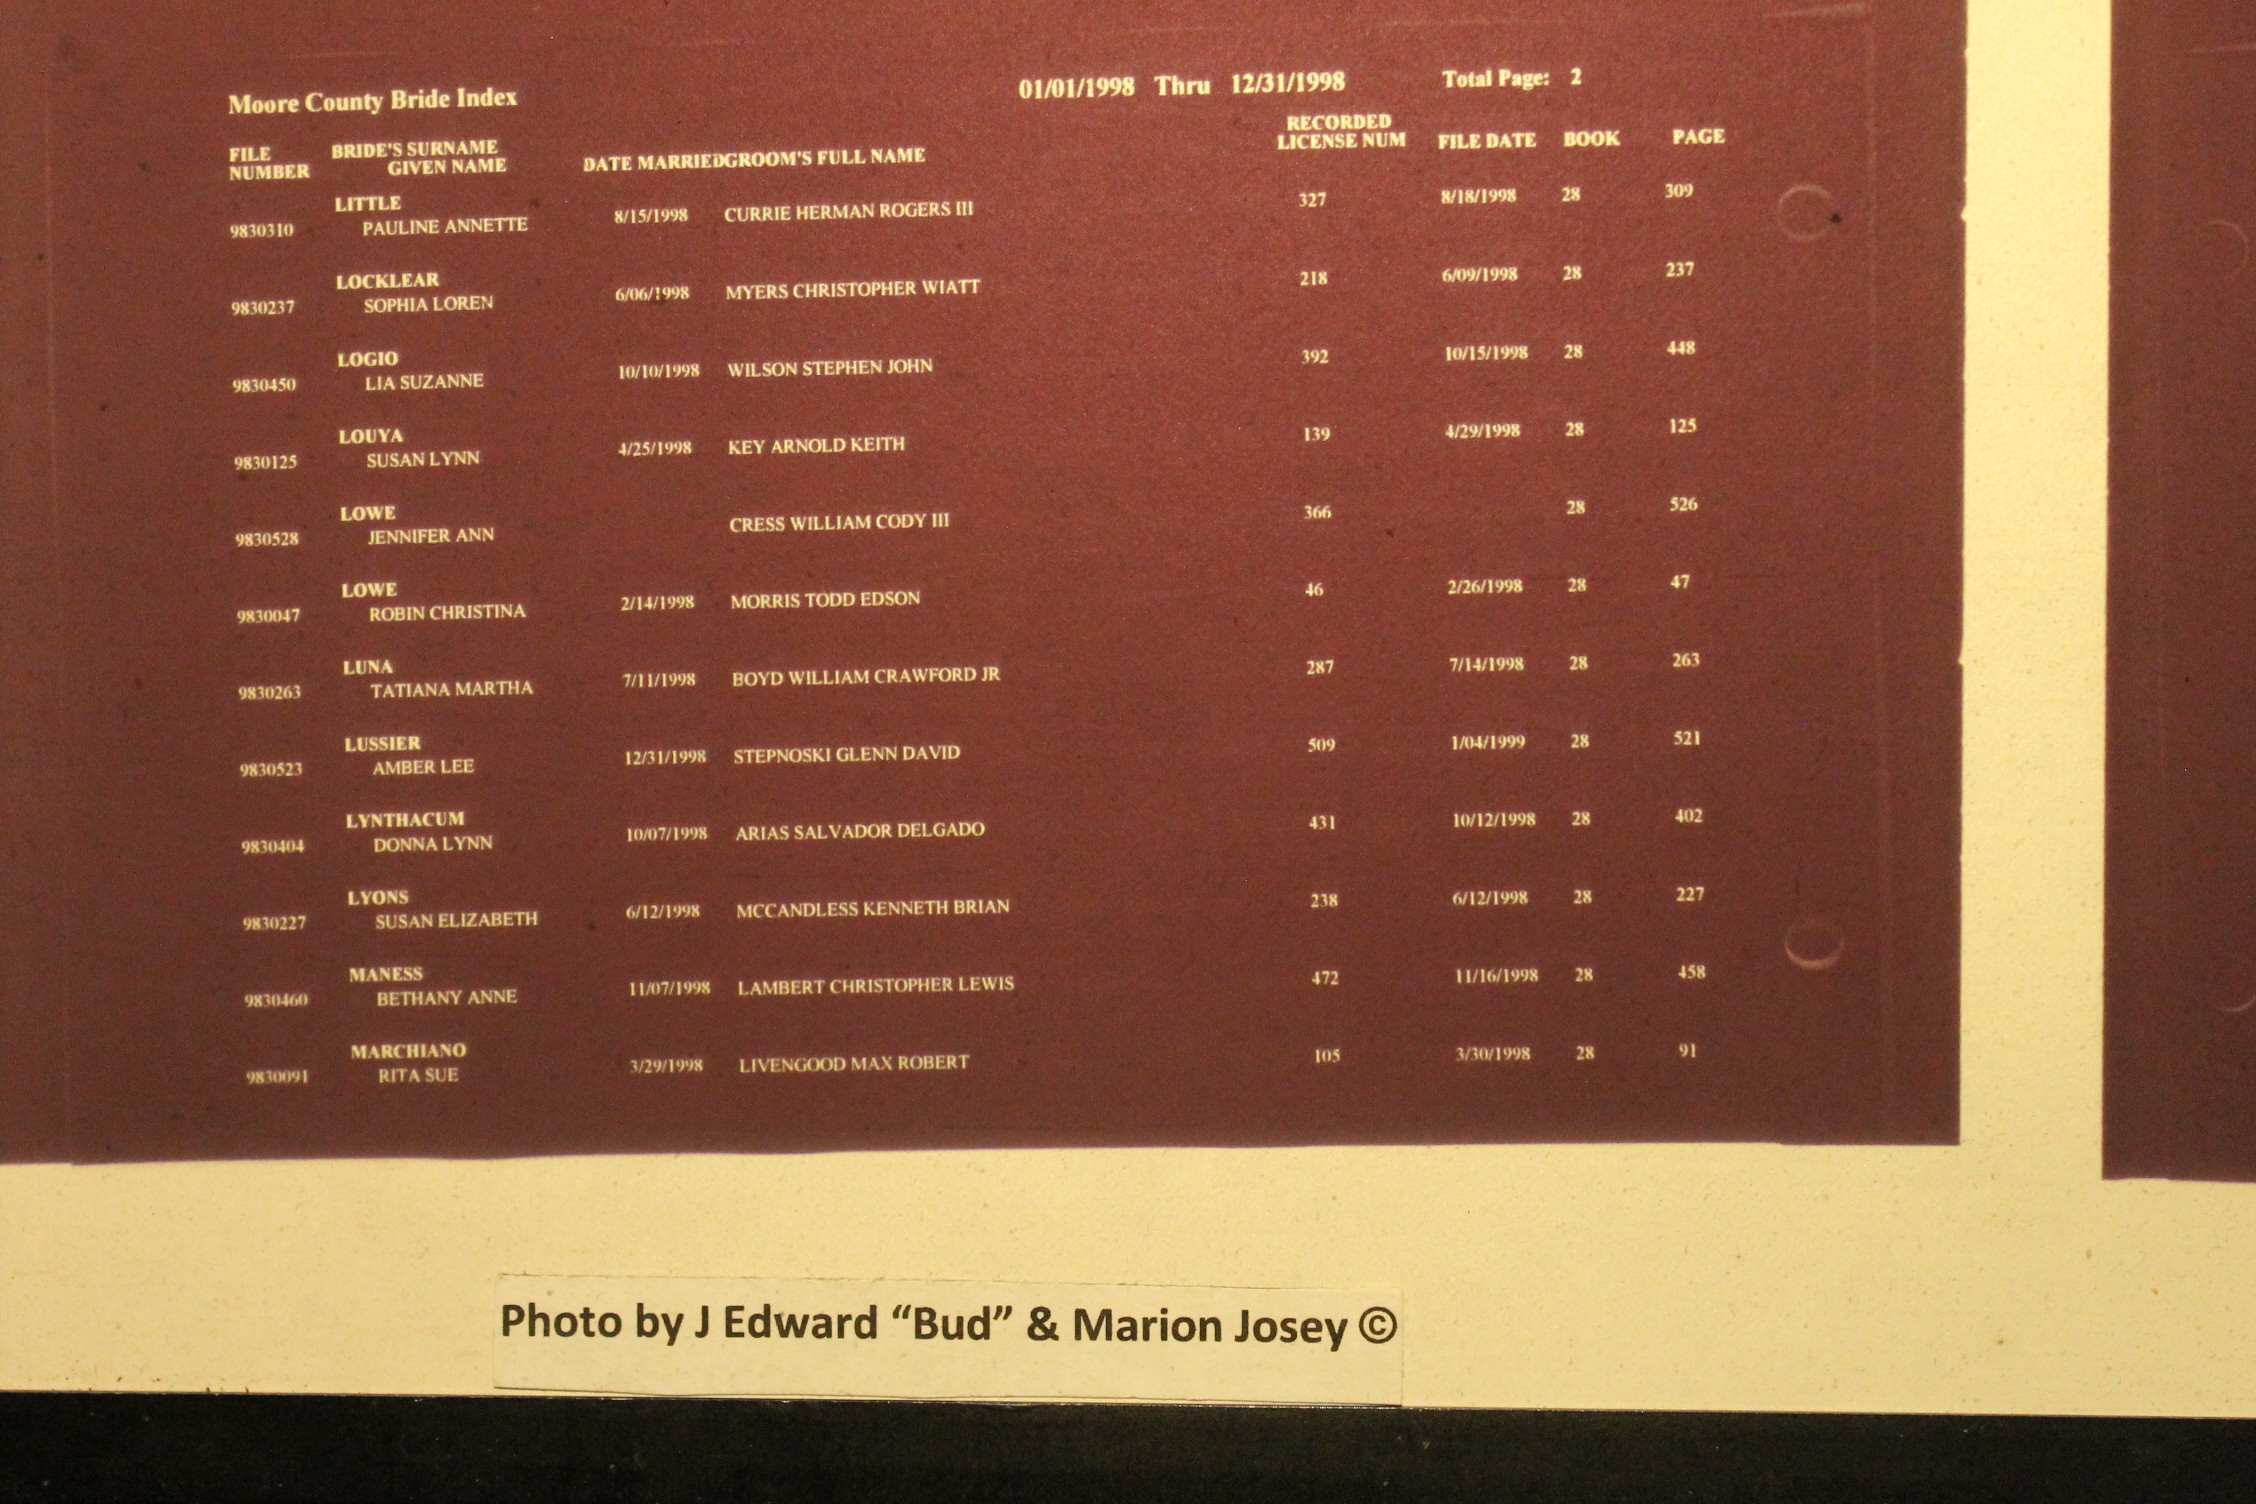 Moore County Bride Index 01/01/1998 Thru 12/31/1998 Total Page: 2
FILE NUMBER BRIDE'S SURNAME GIVEN NAME DATE MARRIED GROOM'S FULL NAME RECORDED LICENSE NUM FILE DATE BOOK PAGE
LITTLE
9830310 PAULINE ANNETTE 8/15/1998 CURRIE HERMAN ROGERS III 327 8/18/1998 28 309
LOCKLEAR
9830237 SOPHIA LOREN 6/06/1998 MYERS CHRISTOPHER WIATT 218 6/09/1998 28 237
LOGIO
9830450 LIA SUZANNE 10/10/1998 WILSON STEPHEN JOHN 392 10/15/1998 28 448
LOUYA
9830125 SUSAN LYNN 4/25/1998 KEY ARNOLD KEITH 139 4/29/1998 28 125
LOWE
9830528 JENNIFER ANN CRESS WILLIAM CODY III 366 28 526
LOWE
9830047 ROBIN CHRISTINA 2/14/1998 MORRIS TODD EDSON 46 2/26/1998 28 47
LUNA
9830263 TATIANA MARTHA 7/11/1998 BOYD WILLIAM CRAWFORD JR 287 7/14/1998 28 263
LUSSIER
9830523 AMBER LEE 12/31/1998 STEPNOSKI GLENN DAVID 509 1/04/1999 28 521
LYNTHACUM
9830404 DONNA LYNN 10/07/1998 ARIAS SALVADOR DELGADO 431 10/12/1998 28 402
LYONS
9830227 SUSAN ELIZABETH 6/12/1998 MCCANDLESS KENNETH BRIAN 238 6/12/1998 28 227
MANESS
9830460 BETHANY ANNE 11/07/1998 LAMBERT CHRISTOPHER LEWIS 472 11/16/1998 28 458
MARCHIANO
9830091 RITA SUE 3/29/1998 LIVENGOOD MAX ROBERT 105 3/30/1998 28 91
Photo by J Edward “Bud” & Marion Josey ©